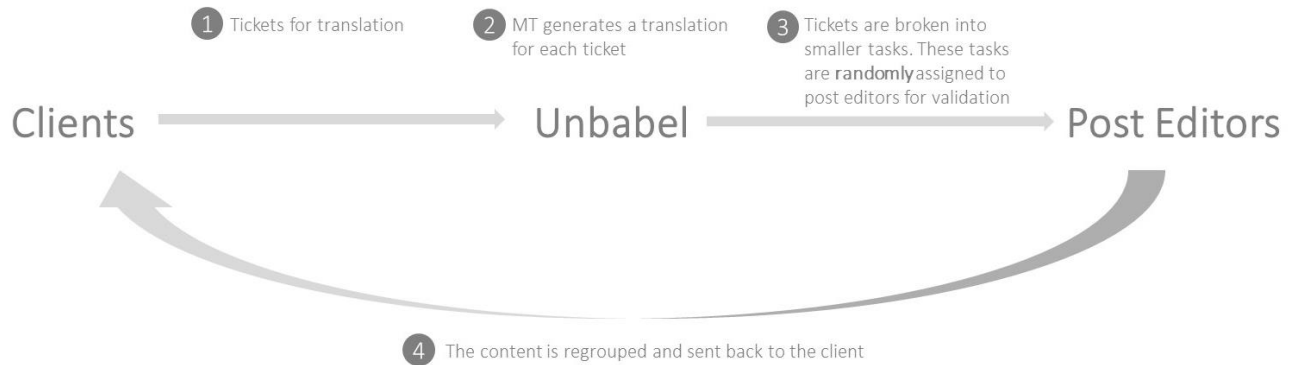 1 Tickets for translation
2 MT generates a translation
for each ticket
3 Tickets are broken into
smaller tasks. These tasks
are randomly assigned to
post editors for validation
Clients
Unbabel
Post Editors
4 The content is regrouped and sent back to the client